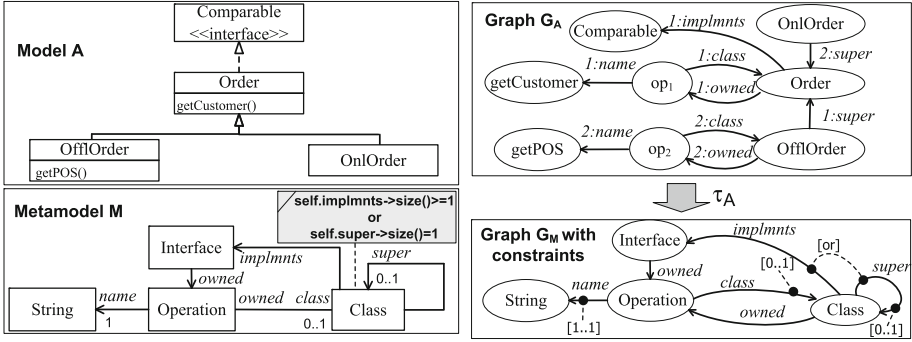 Model A
Comparable
<<interface>>
Order
getCustomer()
OfflOrder
getPOS()
OnlOrder
Graph G_A
Comparable
1:implmnts
OnlOrder
2:super
1:name
1:class
getCustomer
op1
1:owned
Order
2:name
2:class
1:super
getPOS
op2
2:owned
OfflOrder
τ_A
Metamodel M
self.implmnts->size()>=1
or
self.super->size()=1
Interface
implmnts
super
0..1
owned
String
name
1
Operation
owned
class
0..1
Class
Graph G_M with
constraints
Interface
implmnts
[or]
[0..1]
super
owned
String
name
Operation
class
owned
Class
[1..1]
[0..1]